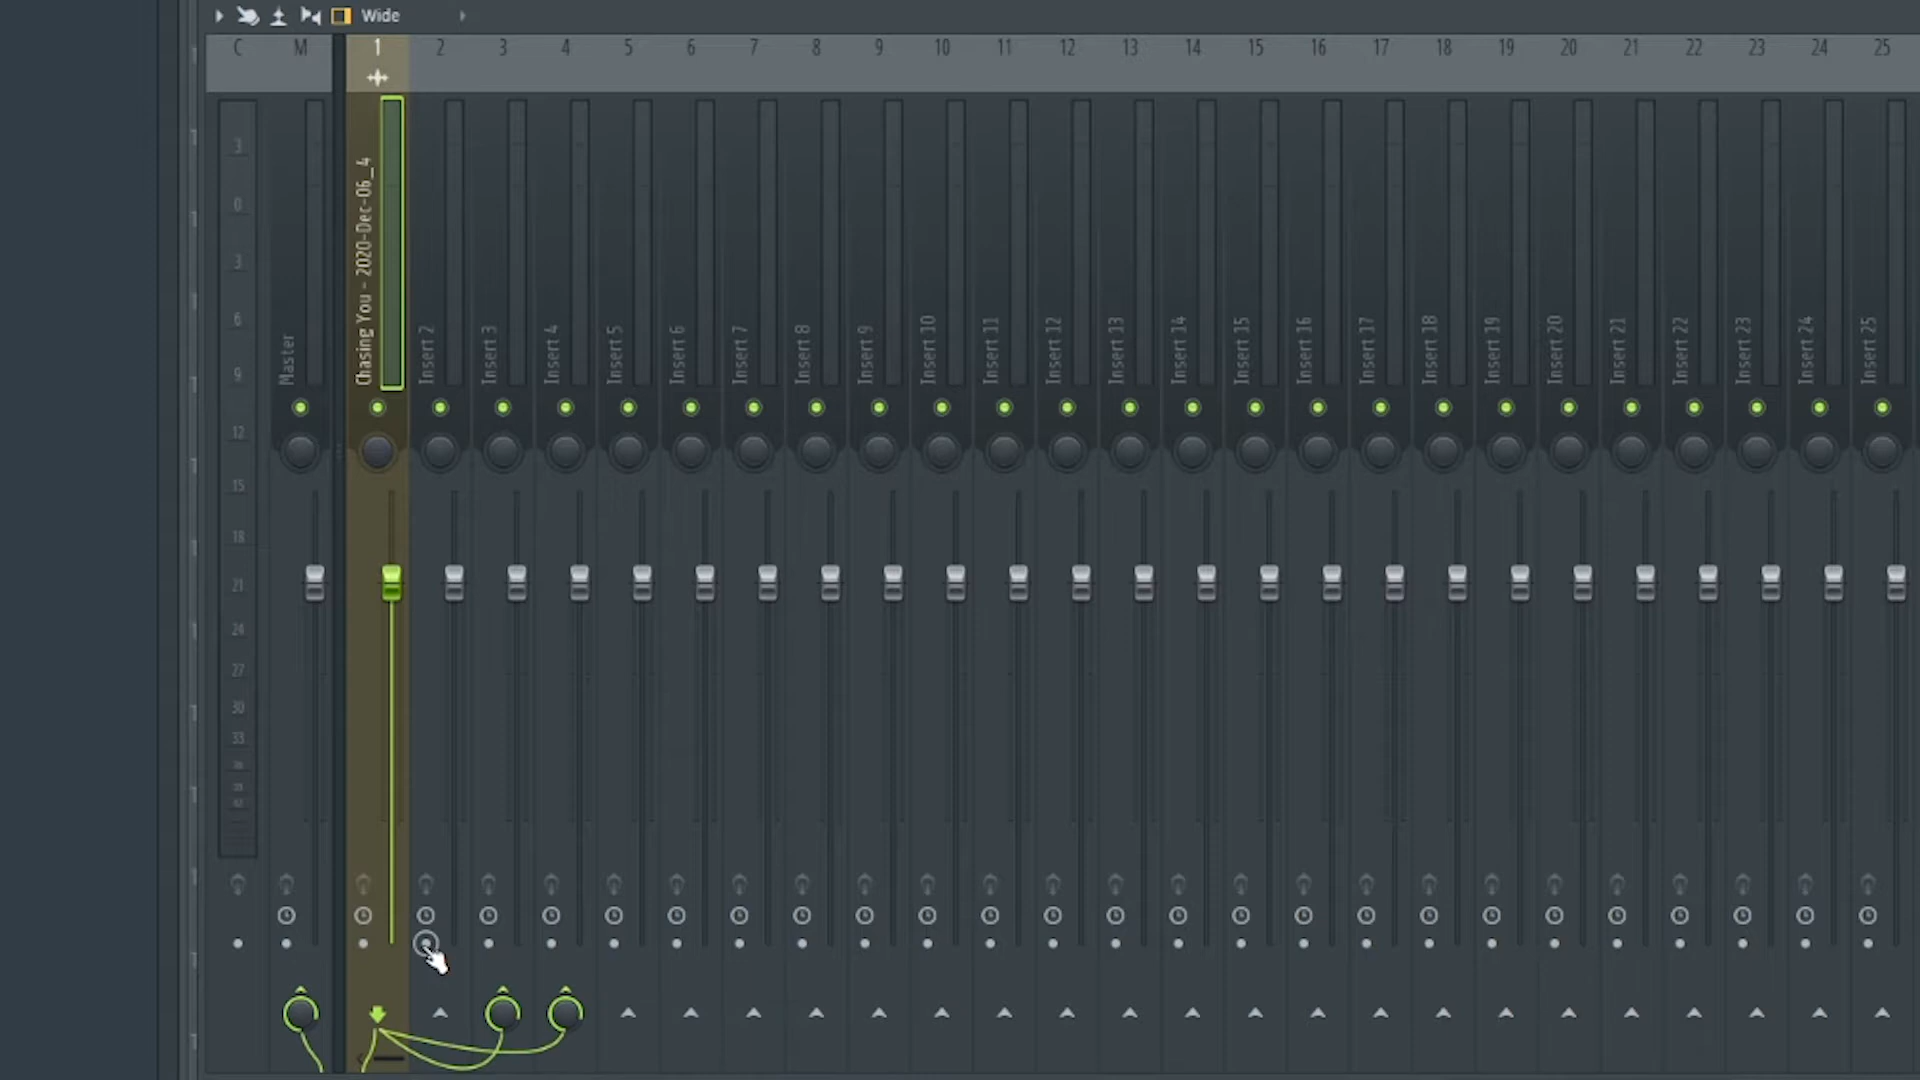 Wide
C M 1 2 3 4 5 6 7 8 9 10 11 12 13 14 15 16 17 18 19 20 21 22 23 24 25
3
0
3
6
9
12
15
18
21
24
27
30
33
Master
Chasing You - 2020-Dec-06_4
Insert 2
Insert 3
Insert 4
Insert 5
Insert 6
Insert 7
Insert 8
Insert 9
Insert 10
Insert 11
Insert 12
Insert 13
Insert 14
Insert 15
Insert 16
Insert 17
Insert 18
Insert 19
Insert 20
Insert 21
Insert 22
Insert 23
Insert 24
Insert 25